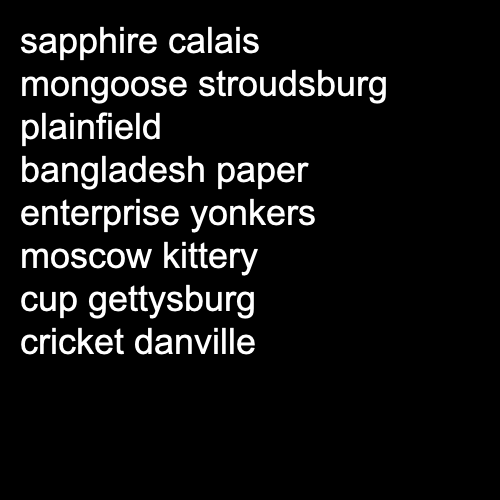 sapphire calais
mongoose stroudsburg
plainfield
bangladesh paper
enterprise yonkers
moscow kittery
cup gettysburg
cricket danville